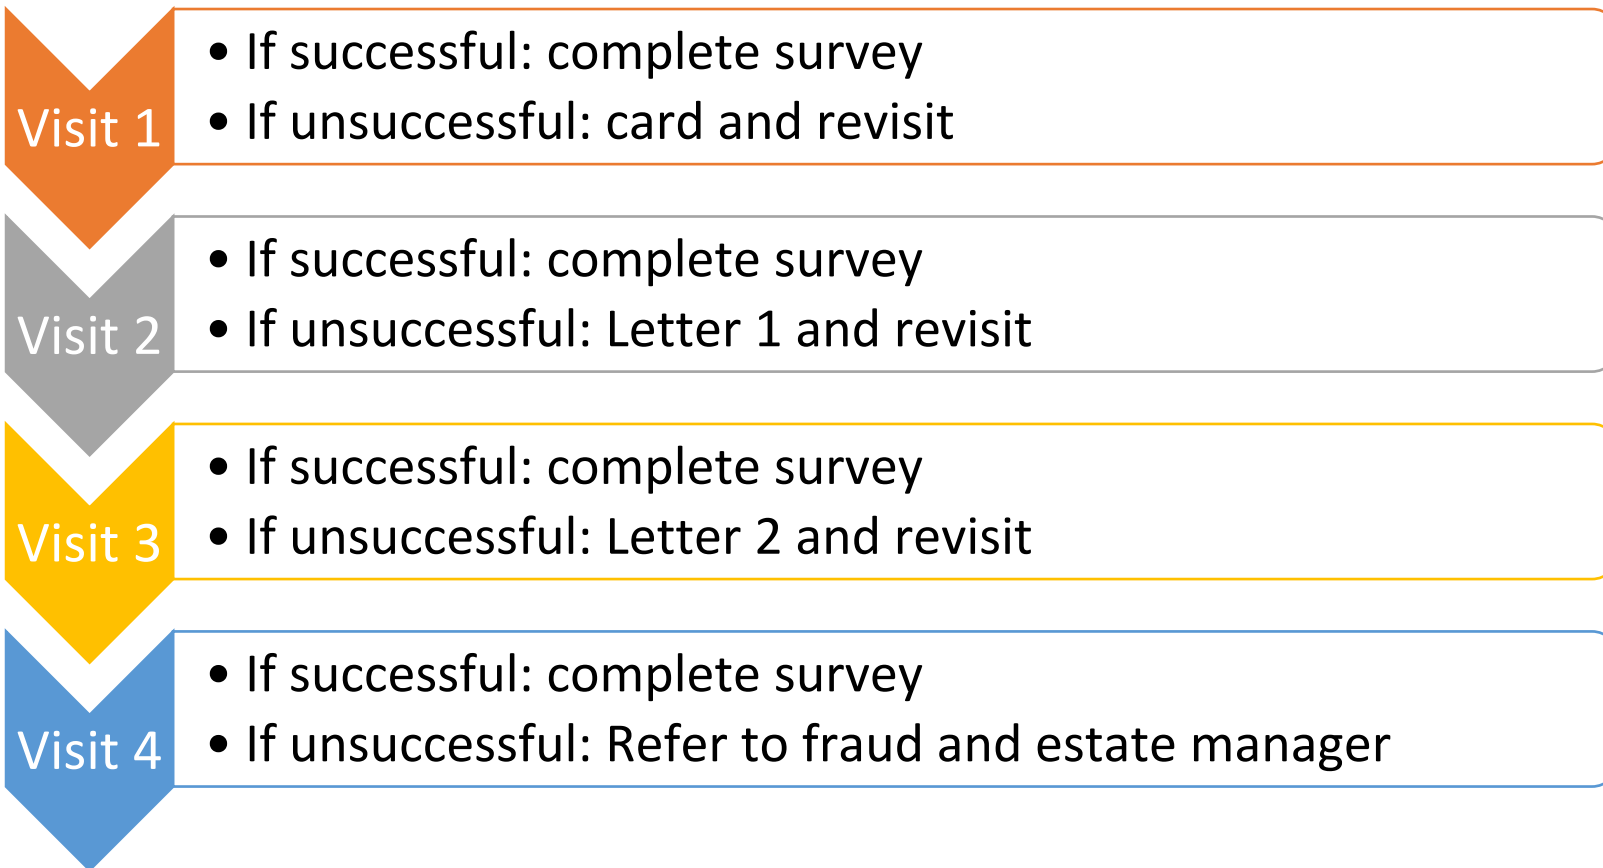 Visit 1
• If successful: complete survey
• If unsuccessful: card and revisit
Visit 2
• If successful: complete survey
• If unsuccessful: Letter 1 and revisit
Visit 3
• If successful: complete survey
• If unsuccessful: Letter 2 and revisit
Visit 4
• If successful: complete survey
• If unsuccessful: Refer to fraud and estate manager